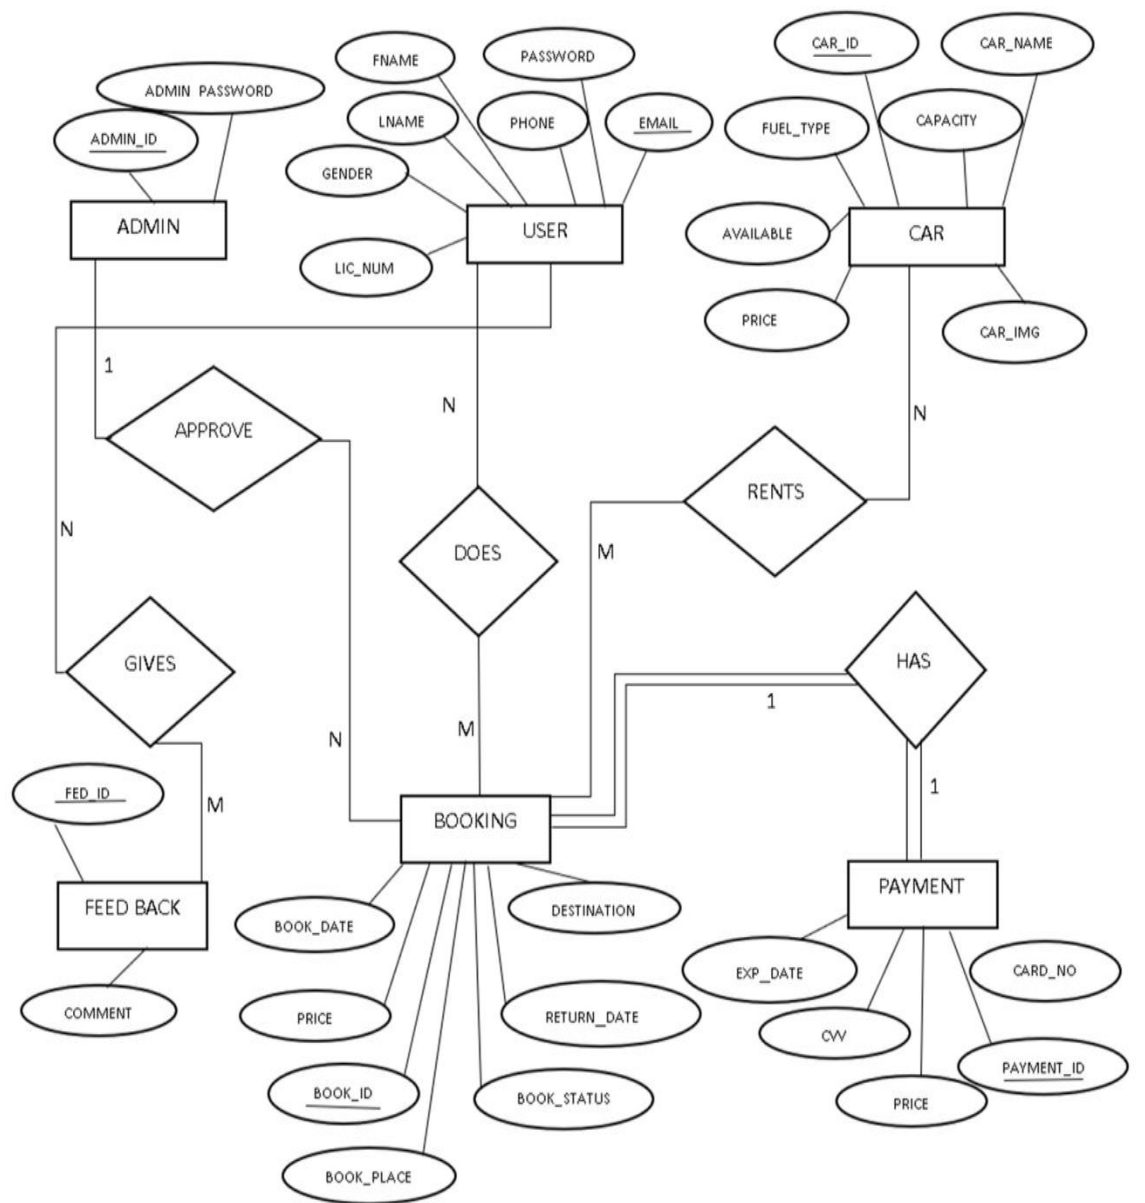 CAR_ID
CAR_NAME
FNAME
PASSWORD
ADMIN PASSWORD
LNAME
PHONE
EMAIL
FUEL_TYPE
CAPACITY
ADMIN_ID
GENDER
ADMIN
USER
CAR
AVAILABLE
LIC_NUM
PRICE
CAR_IMG
1
N
N
APPROVE
RENTS
N
DOES
M
GIVES
HAS
1
M
N
FED_ID
M
1
BOOKING
PAYMENT
FEED BACK
DESTINATION
BOOK_DATE
EXP_DATE
CARD_NO
COMMENT
PRICE
RETURN_DATE
CVV
PAYMENT_ID
BOOK_ID
BOOK_STATUS
PRICE
BOOK_PLACE